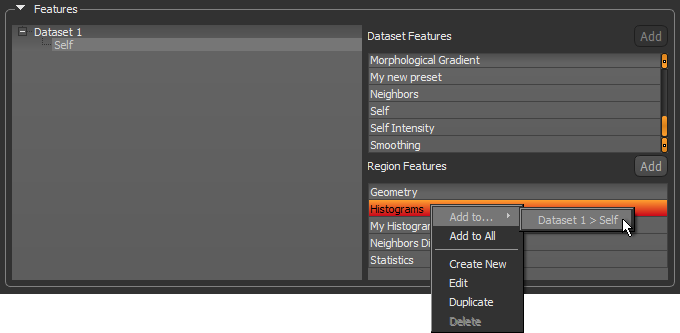 Features
Dataset 1
Self
Dataset Features
Add
Morphological Gradient
My new preset
Neighbors
Self
Self Intensity
Smoothing
Region Features
Add
Geometry
Histograms
My Histogra
Neighbors Di
Statistics
Add to...
Add to All
Create New
Edit
Duplicate
Delete
Dataset 1 > Self